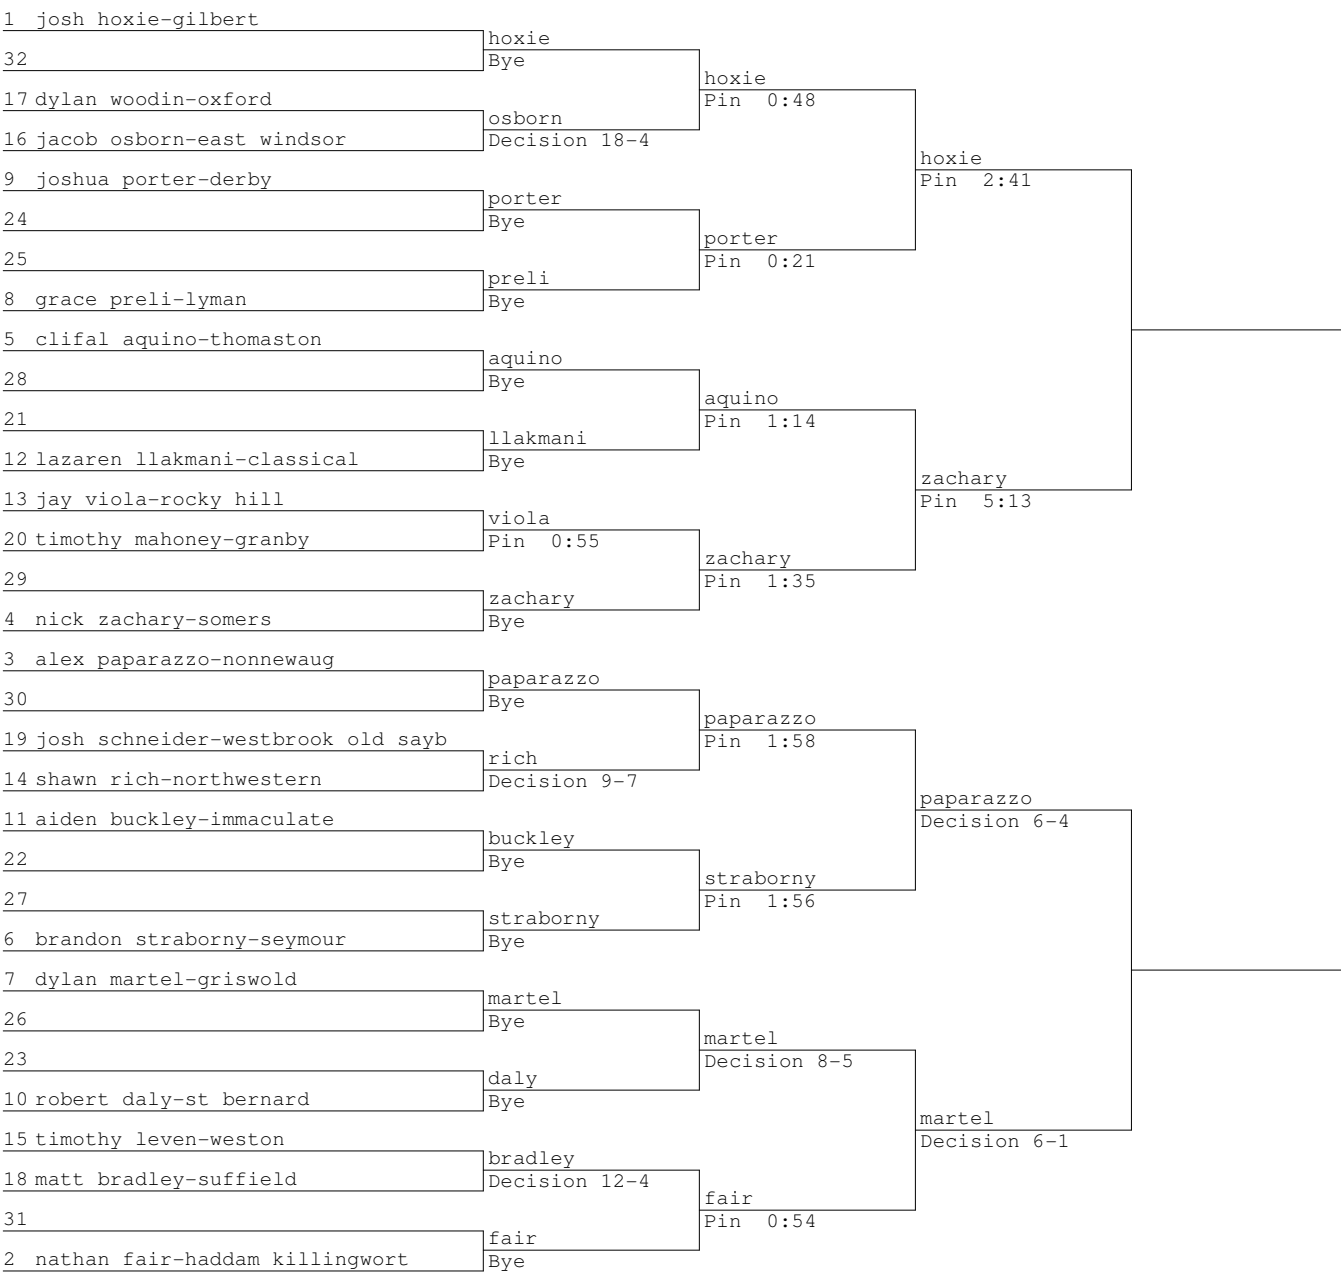 1 josh hoxie-gilbert
hoxie
32
Bye
hoxie
17 dylan woodin-oxford
Pin 0:48
osborn
16 jacob osborn-east windsor
Decision 18-4
hoxie
9 joshua porter-derby
Pin 2:41
porter
24
Bye
porter
25
Pin 0:21
preli
8 grace preli-lyman
Bye
5 clifal aquino-thomaston
aquino
28
Bye
aquino
21
Pin 1:14
llakmani
12 lazaren llakmani-classical
Bye
zachary
13 jay viola-rocky hill
Pin 5:13
viola
20 timothy mahoney-granby
Pin 0:55
zachary
29
Pin 1:35
zachary
4 nick zachary-somers
Bye
3 alex paparazzo-nonnewaug
paparazzo
30
Bye
paparazzo
19 josh schneider-westbrook old sayb
Pin 1:58
rich
14 shawn rich-northwestern
Decision 9-7
paparazzo
11 aiden buckley-immaculate
Decision 6-4
buckley
22
Bye
straborny
27
Pin 1:56
straborny
6 brandon straborny-seymour
Bye
7 dylan martel-griswold
martel
26
Bye
martel
23
Decision 8-5
daly
10 robert daly-st bernard
Bye
martel
15 timothy leven-weston
Decision 6-1
bradley
18 matt bradley-suffield
Decision 12-4
fair
31
Pin 0:54
fair
2 nathan fair-haddam killingwort
Bye